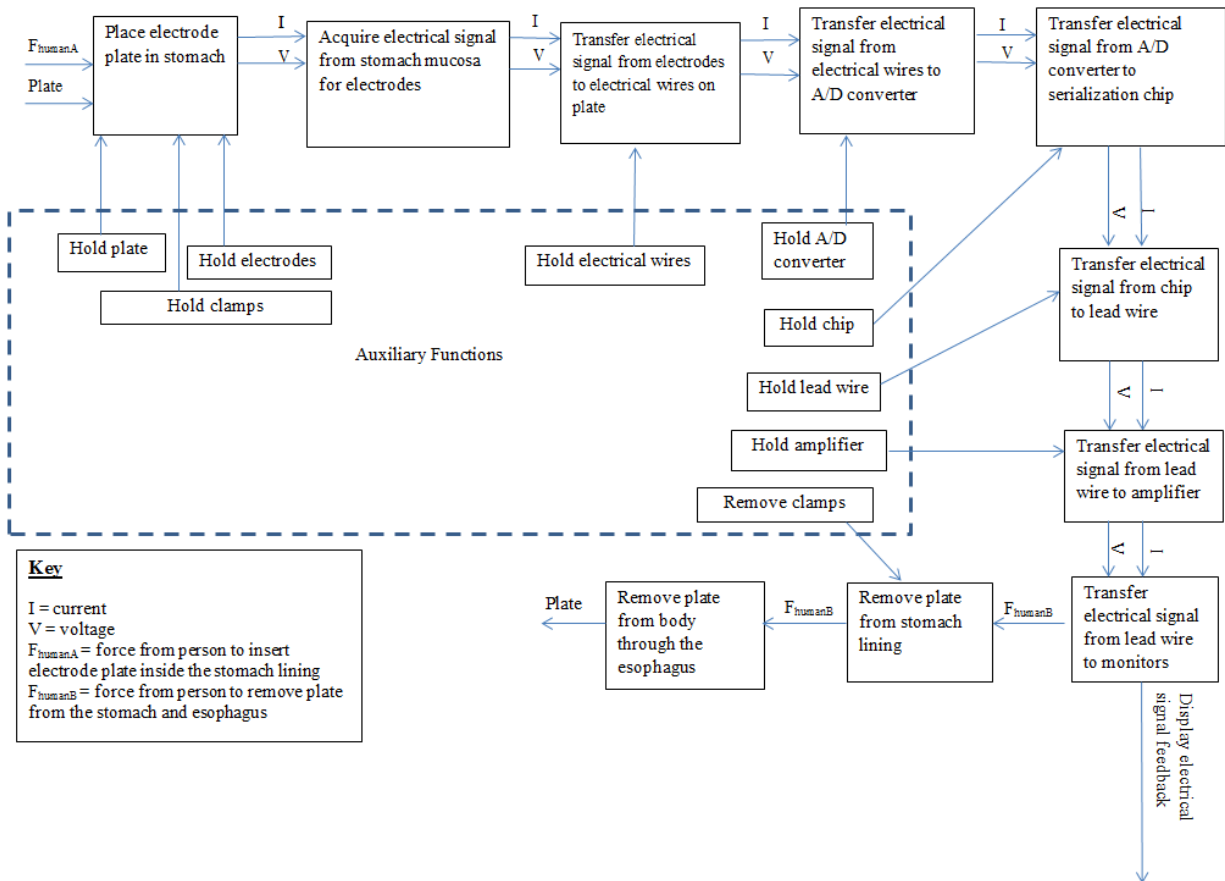 F_humanA
Plate
Place electrode
plate in stomach
I
V
Acquire electrical signal
from stomach mucosa
for electrodes
I
V
Transfer electrical
signal from electrodes
to electrical wires on
plate
I
V
Transfer electrical
signal from
electrical wires to
A/D converter
I
V
Transfer electrical
signal from A/D
converter to
serialization chip
V
I
Hold plate
Hold electrodes
Hold clamps
Hold electrical wires
Hold A/D
converter
Hold chip
Hold lead wire
Hold amplifier
Remove clamps
Auxiliary Functions
Transfer electrical
signal from chip
to lead wire
V
I
Transfer electrical
signal from lead
wire to amplifier
V
I
Transfer
electrical signal
from lead wire
to monitors
F_humanB
Remove plate
from stomach
lining
F_humanB
Remove plate
from body
through the
esophagus
Plate
Display electrical
signal feedback
Key
I = current
V = voltage
F_humanA = force from person to insert
electrode plate inside the stomach lining
F_humanB = force from person to remove plate
from the stomach and esophagus